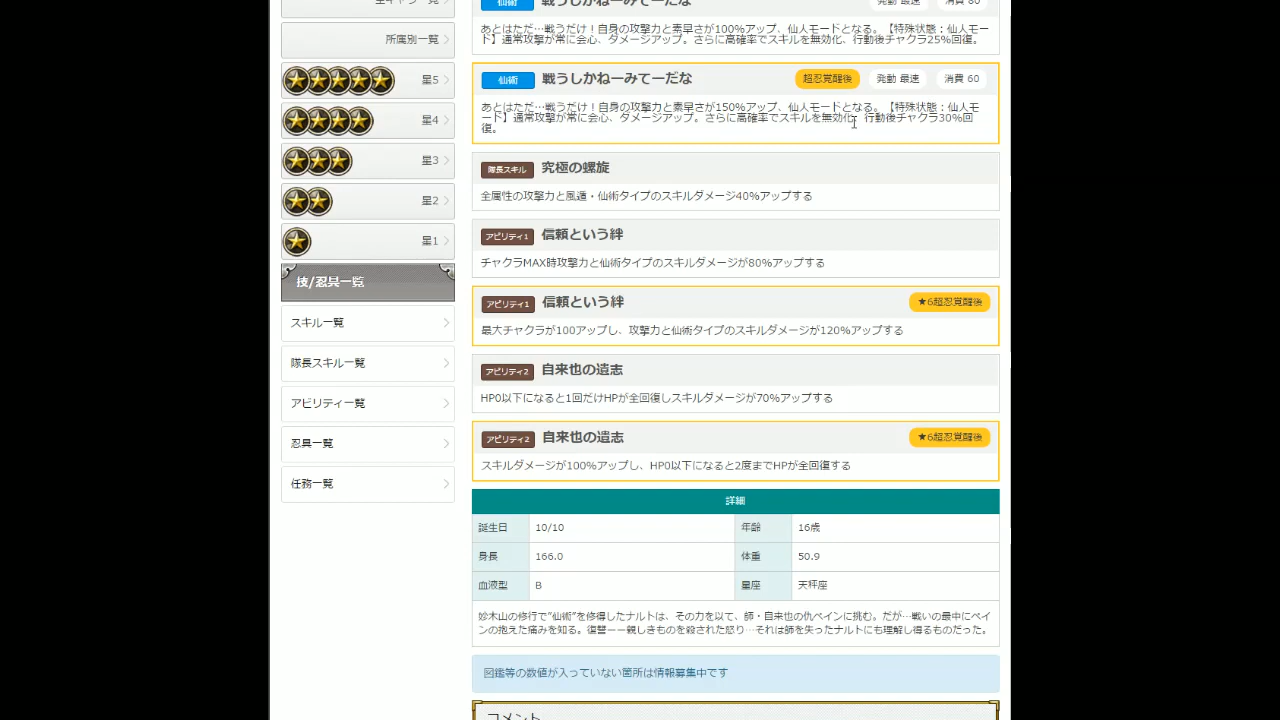 所属別一覧
星5
星4
星3
星2
星1
技/忍具一覧
スキル一覧
隊長スキル一覧
アビリティ一覧
忍具一覧
任務一覧
仙術 戦うしかねーみてーだな 発動 最速 消費 80
あとはただ…戦うだけ！自身の攻撃力と素早さが100%アップ、仙人モードとなる。【特殊状態：仙人モー
ド】通常攻撃が常に会心、ダメージアップ。さらに高確率でスキルを無効化、行動後チャクラ25%回復。
仙術 戦うしかねーみてーだな 超忍覚醒後 発動 最速 消費 60
あとはただ…戦うだけ！自身の攻撃力と素早さが150%アップ、仙人モードとなる。【特殊状態：仙人モ
ード】通常攻撃が常に会心、ダメージアップ。さらに高確率でスキルを無効化、行動後チャクラ30%回
復。
隊長スキル 究極の螺旋
全属性の攻撃力と風遁・仙術タイプのスキルダメージ40%アップする
アビリティ1 信頼という絆
チャクラMAX時攻撃力と仙術タイプのスキルダメージが80%アップする
アビリティ1 信頼という絆 ★6超忍覚醒後
最大チャクラが100アップし、攻撃力と仙術タイプのスキルダメージが120%アップする
アビリティ2 自来也の遺志
HP0以下になると1回だけHPが全回復しスキルダメージが70%アップする
アビリティ2 自来也の遺志 ★6超忍覚醒後
スキルダメージが100%アップし、HP0以下になると2度までHPが全回復する
詳細
誕生日 10/10 年齢 16歳
身長 166.0 体重 50.9
血液型 B 星座 天秤座
妙木山の修行で"仙術"を修得したナルトは、その力を以て、師・自来也の仇ペインに挑む。だが…戦いの最中にペイ
ンの抱えた痛みを知る。復讐ーー親しきものを殺された怒り…それは師を失ったナルトにも理解し得るものだった。
図鑑等の数値が入っていない箇所は情報募集中です
コメント